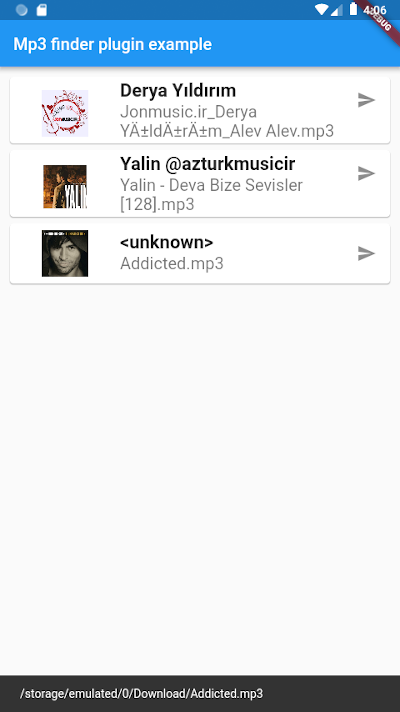 4:06
DEBUG
Mp3 finder plugin example
Derya Yıldırım
Jonmusic.ir_Derya
YÄ±ldÄ±rÄ±m_Alev Alev.mp3
Yalin @azturkmusicir
YALIN
Yalin - Deva Bize Sevisler
[128].mp3
<unknown>
Addicted.mp3
/storage/emulated/0/Download/Addicted.mp3